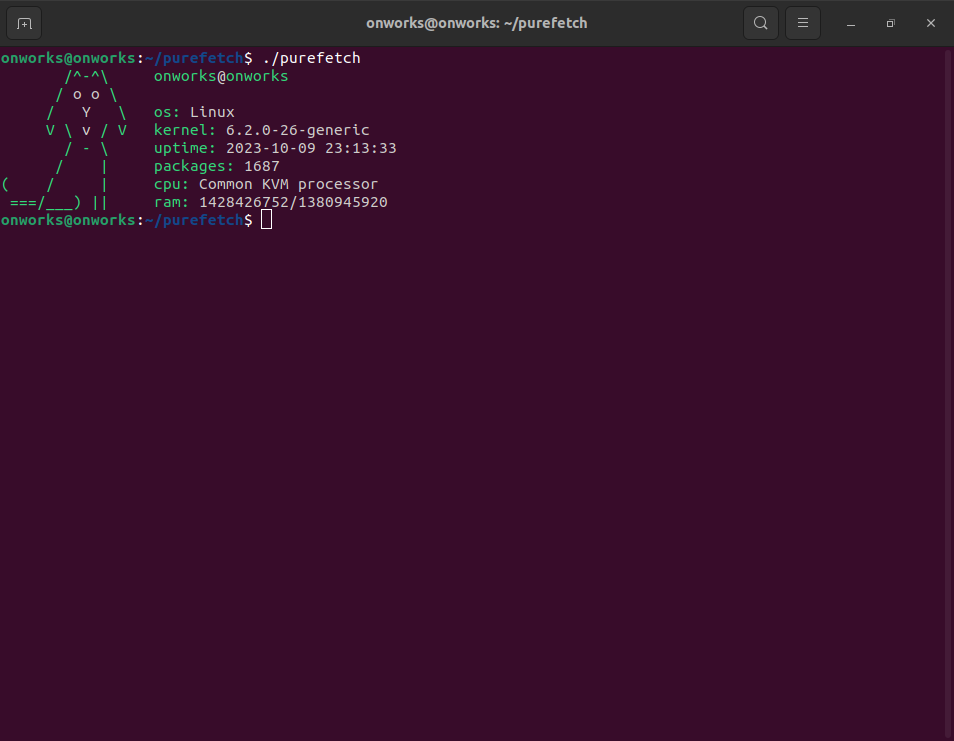 onworks@onworks: ~/purefetch
onworks@onworks:~/purefetch$ ./purefetch
       /^-^\     onworks@onworks
      / o o \
     /   Y   \   os: Linux
     V \ v / V   kernel: 6.2.0-26-generic
       / - \     uptime: 2023-10-09 23:13:33
      /    |     packages: 1687
(    /     |     cpu: Common KVM processor
 ===/___) ||     ram: 1428426752/1380945920
onworks@onworks:~/purefetch$